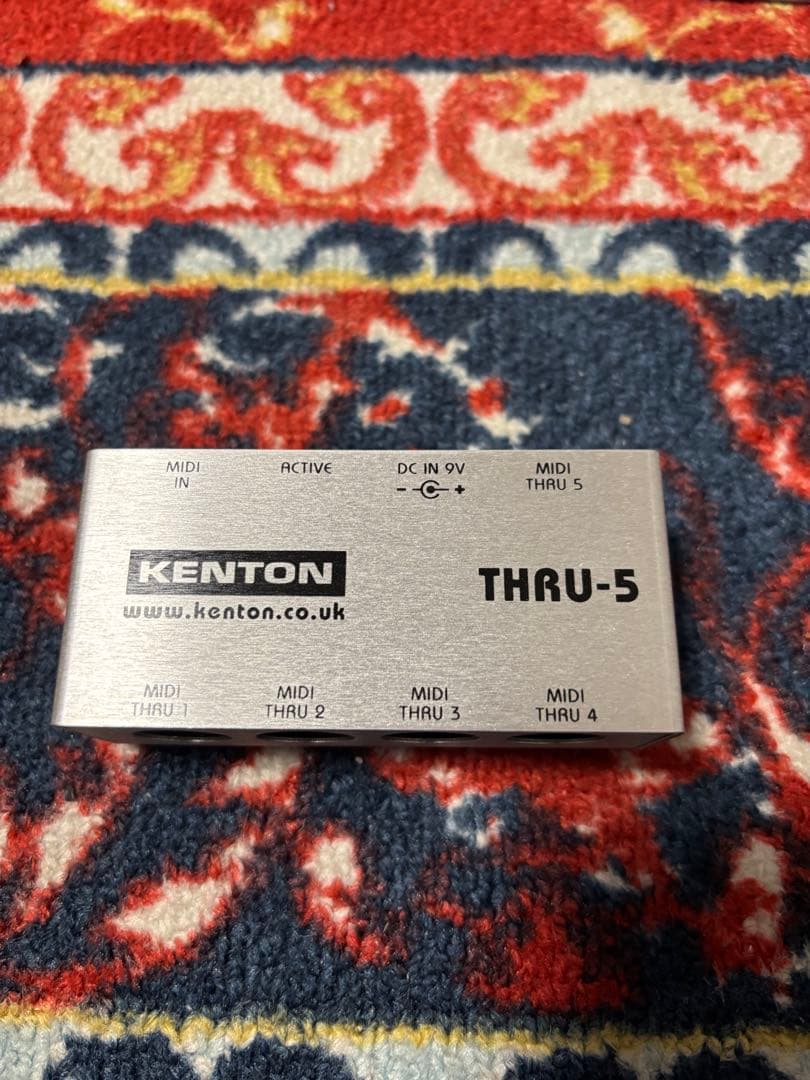 MIDI IN
ACTIVE
DC IN 9V
- +
MIDI THRU 5
KENTON
www.kenton.co.uk
THRU-5
MIDI THRU 1
MIDI THRU 2
MIDI THRU 3
MIDI THRU 4